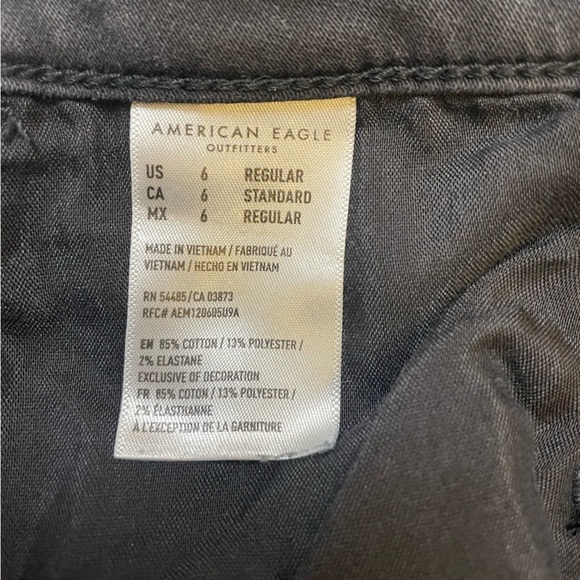 AMERICAN EAGLE
OUTFITTERS
US 6 REGULAR
CA 6 STANDARD
MX 6 REGULAR
MADE IN VIETNAM / FABRIQUÉ AU
VIETNAM / HECHO EN VIETNAM
RN 54485/CA 03873
RFC# AEM120605U9A
EN 85% COTTON / 13% POLYESTER /
2% ELASTANE
EXCLUSIVE OF DECORATION
FR 85% COTON / 13% POLYESTER /
2% ÉLASTHANNE
À L'EXCEPTION DE LA GARNITURE